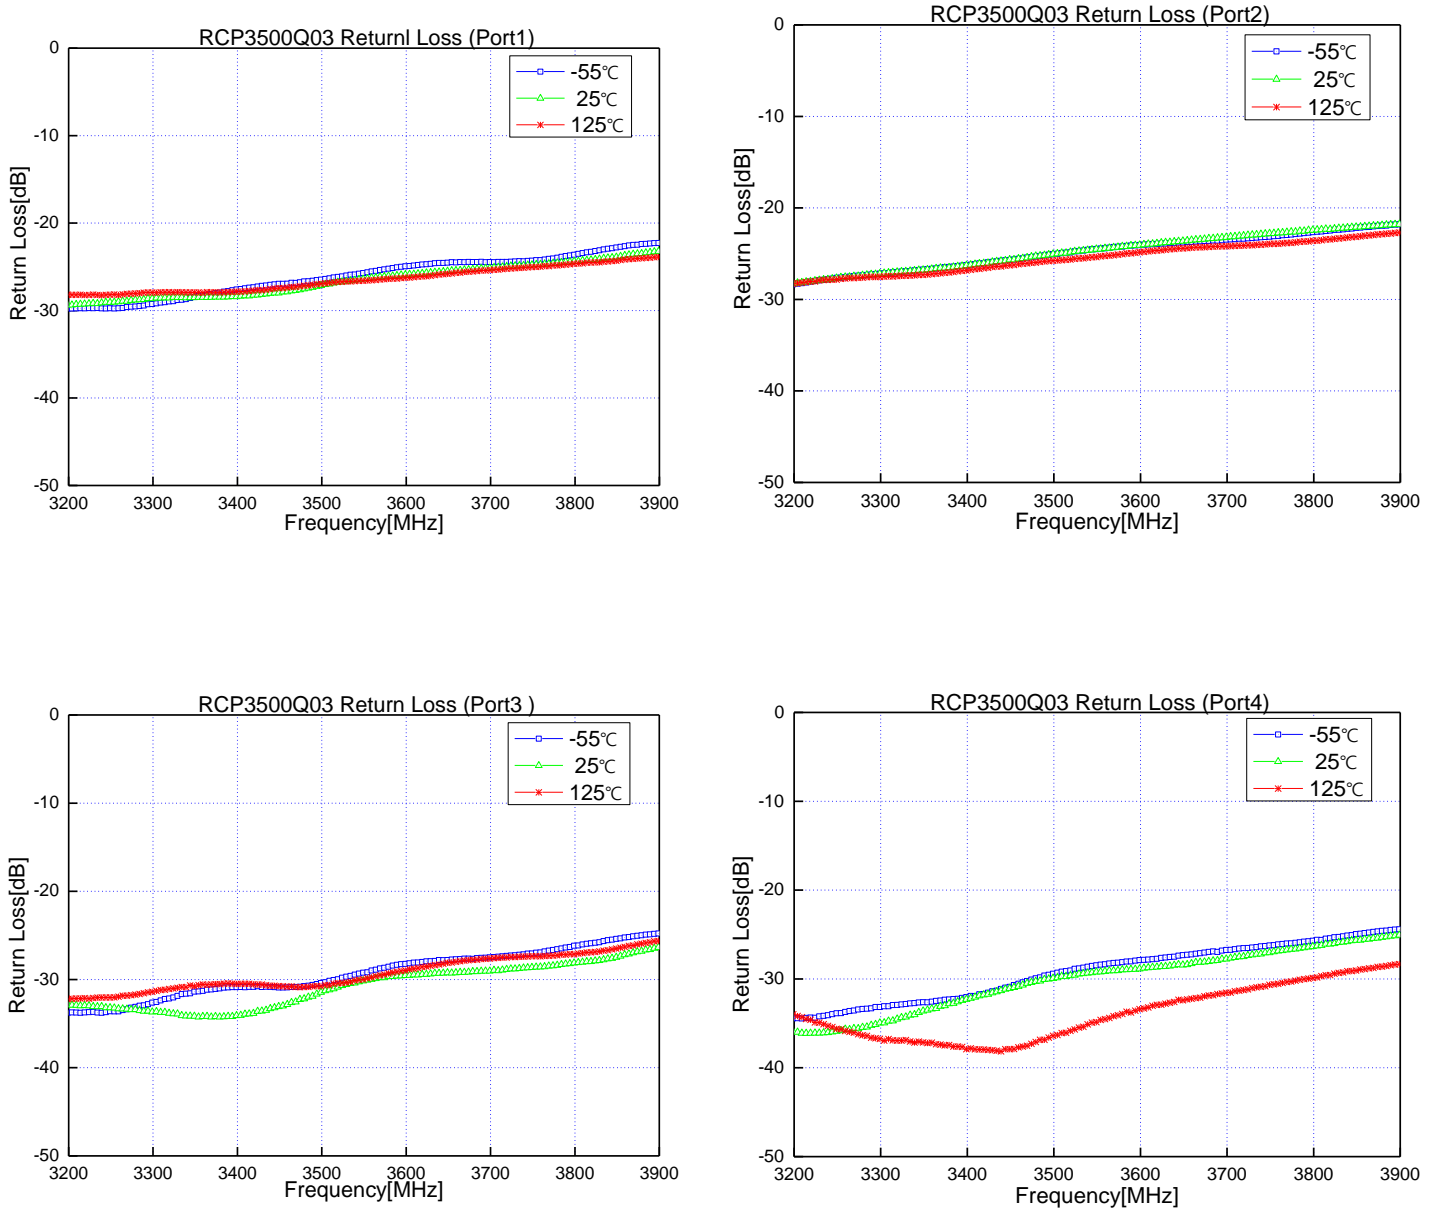 RCP3500Q03 Returnl Loss (Port1)
-55℃
25℃
125℃
0
-10
-20
-30
-40
-50
Return Loss[dB]
3200 3300 3400 3500 3600 3700 3800 3900
Frequency[MHz]
RCP3500Q03 Return Loss (Port2)
-55℃
25℃
125℃
0
-10
-20
-30
-40
-50
Return Loss[dB]
3200 3300 3400 3500 3600 3700 3800 3900
Frequency[MHz]
RCP3500Q03 Return Loss (Port3 )
-55℃
25℃
125℃
0
-10
-20
-30
-40
-50
Return Loss[dB]
3200 3300 3400 3500 3600 3700 3800 3900
Frequency[MHz]
RCP3500Q03 Return Loss (Port4)
-55℃
25℃
125℃
0
-10
-20
-30
-40
-50
Return Loss[dB]
3200 3300 3400 3500 3600 3700 3800 3900
Frequency[MHz]